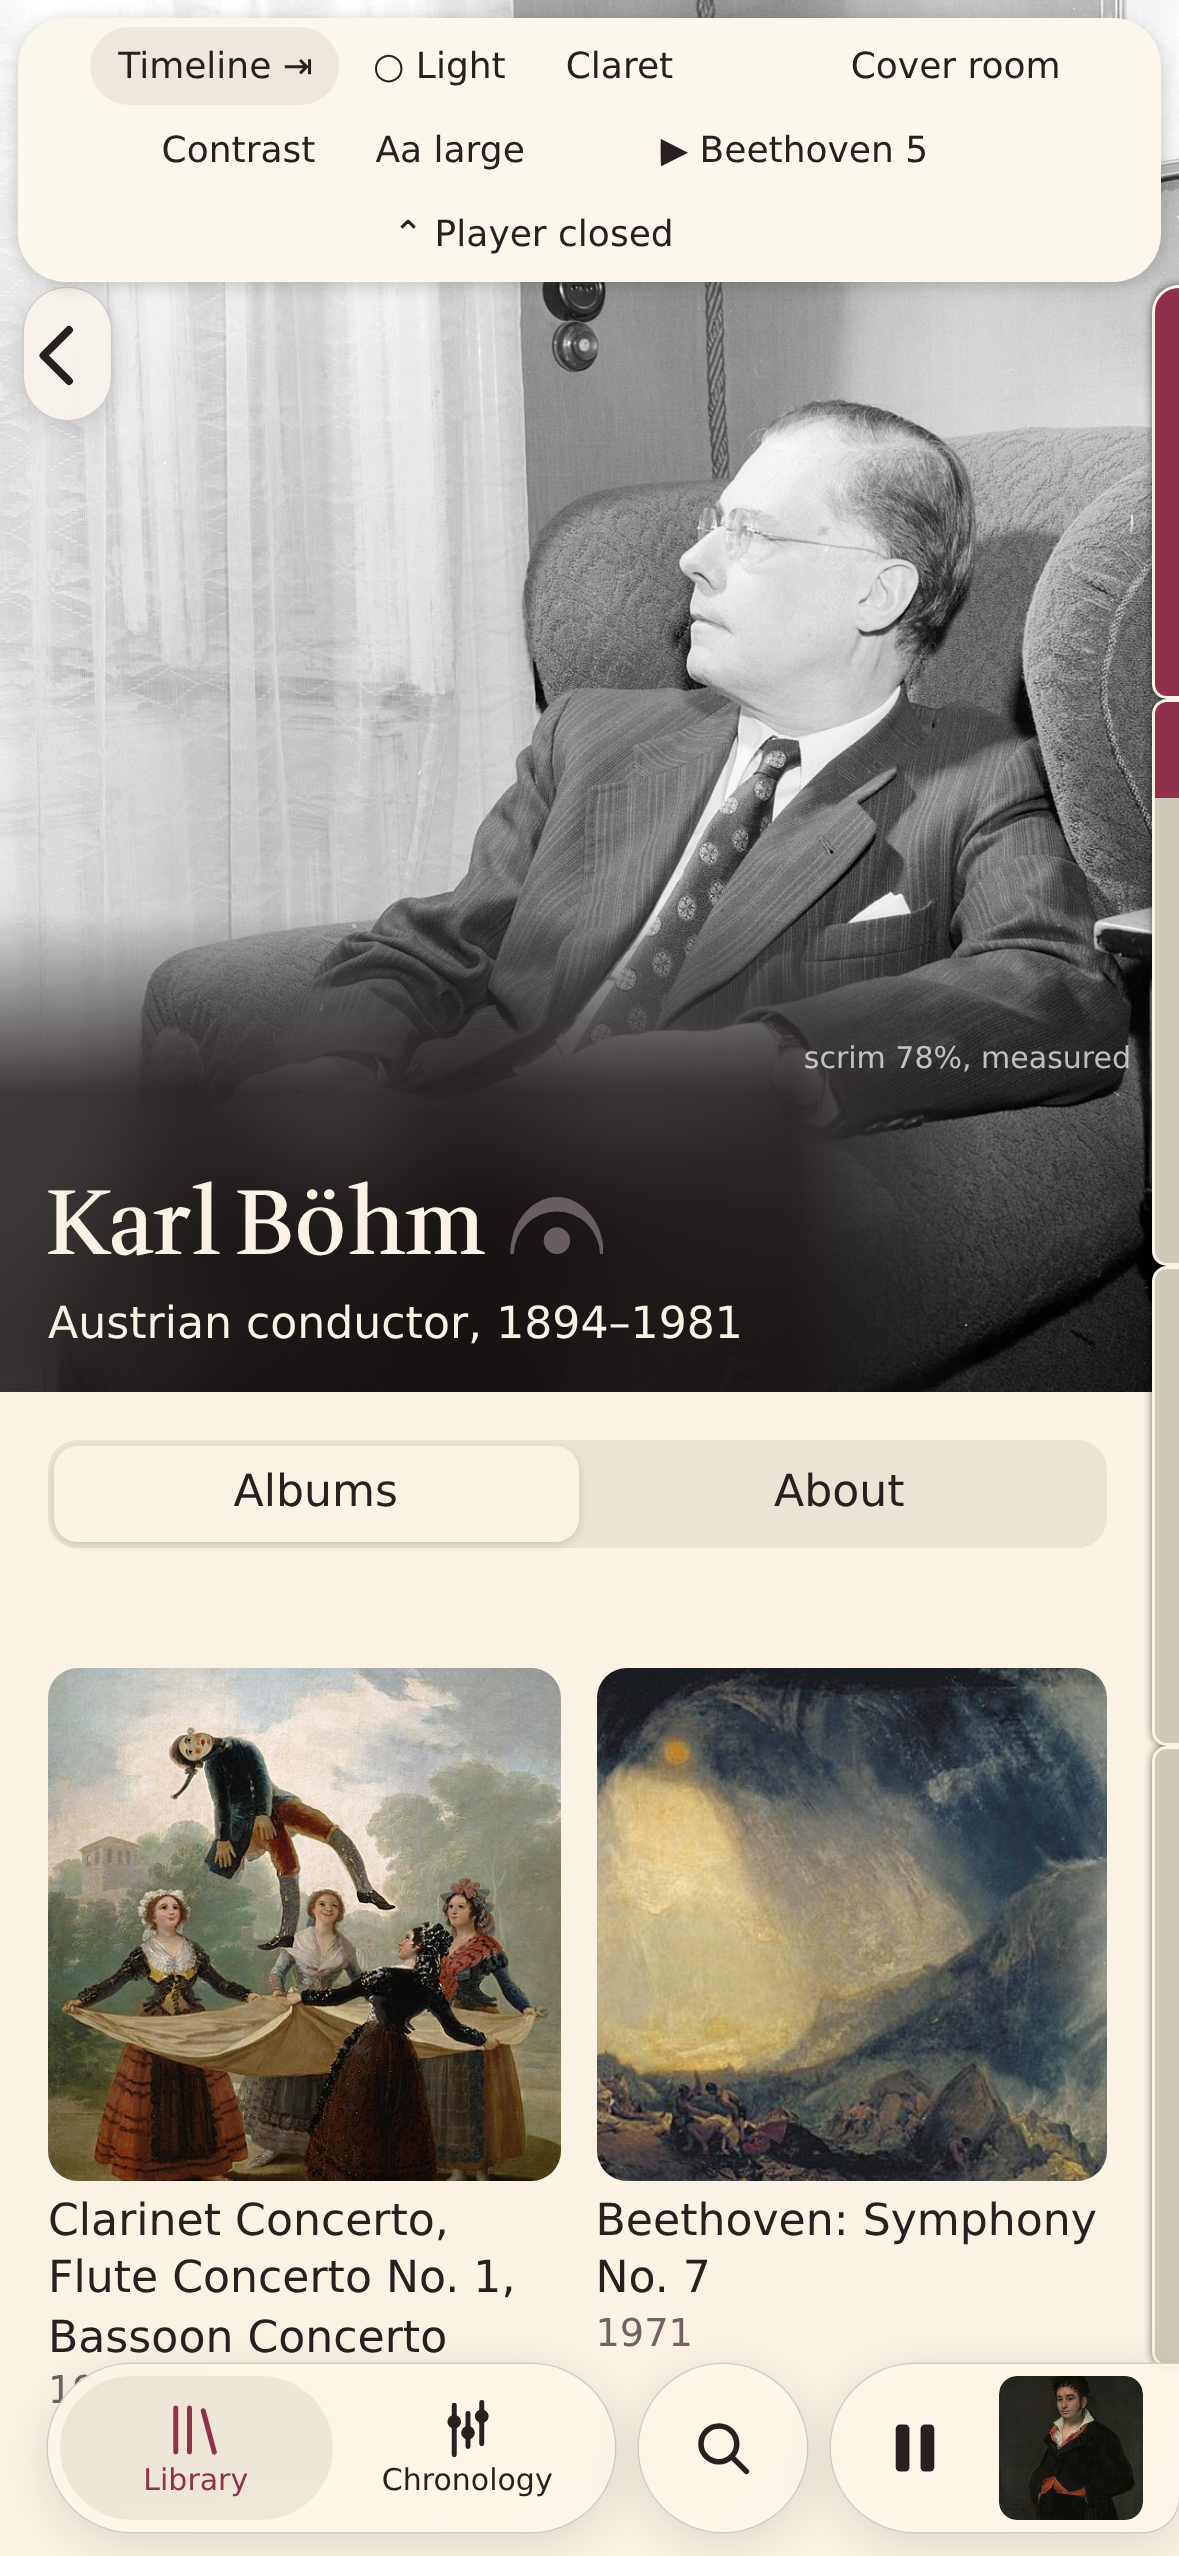 Timeline ⇥ ○ Light Claret Cover room
Contrast Aa large ▶ Beethoven 5
⌃ Player closed
scrim 78%, measured
Karl Böhm
Austrian conductor, 1894–1981
Albums About
Clarinet Concerto,
Flute Concerto No. 1,
Bassoon Concerto
Beethoven: Symphony
No. 7
1971
Library Chronology